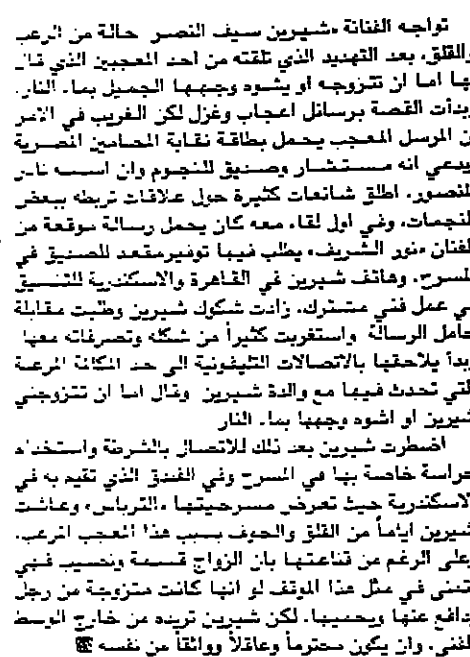 تواجه الفنانة «شيرين سيف النصر» حالة من الرعب
والقلق، بعد التهديد الذي تلقته من احد المعجبين الذي قال
لها اما ان تتزوجه او يشوه وجهها الجميل بماء النار.
وبدأت القصة برسائل اعجاب وغزل لكن الغريب في الأمر
ان المرسل المعجب يحمل بطاقة نقابة المحامين المصرية
ويدعي انه مستشار وصديق للنجوم وان اسمه ناصر
المنصور. اطلق شائعات كثيرة حول علاقات تربطه ببعض
النجمات، وفي اول لقاء معه كان يحمل رسالة موقعة من
الفنان «نور الشريف» يطلب فيها توفير مقعد للصديق في
المسرح. وهاتف شيرين في القاهرة والاسكندرية للتنسيق
في عمل فني مشترك، زادت شكوك شيرين وطلبت مقابلة
حامل الرسالة واستغربت كثيراً من شكله وتصرفاته معها
وبدأ يلاحقها بالاتصالات التليفونية الى حد المكالمة المرعبة
التي تحدث فيها مع والدة شيرين وقال اما ان تتزوجني
شيرين او اشوه وجهها بماء النار
اضطرت شيرين بعد ذلك للاتصال بالشرطة واستخدام
حراسة خاصة بها في المسرح وفي الفندق الذي تقيم به في
الاسكندرية حيث تعرض مسرحيتها «الترباس» وعاشت
شيرين اياماً من القلق والخوف بسبب هذا المعجب المرعب.
وعلى الرغم من قناعتها بان الزواج قسمة ونصيب فهي
تتمنى في مثل هذا الموقف لو انها كانت متزوجة من رجل
يدافع عنها ويحميها. لكن شيرين تريده من خارج الوسط
الفني. وان يكون محترماً وعاقلاً وواثقاً من نفسه